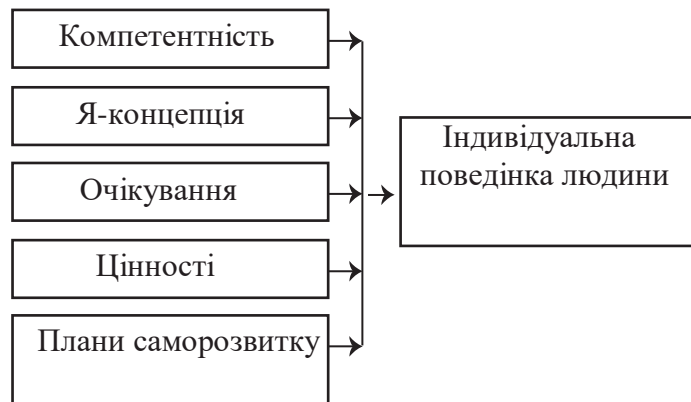 Компетентність
Я-концепція
Очікування
Цінності
Плани саморозвитку
Індивідуальна
поведінка людини